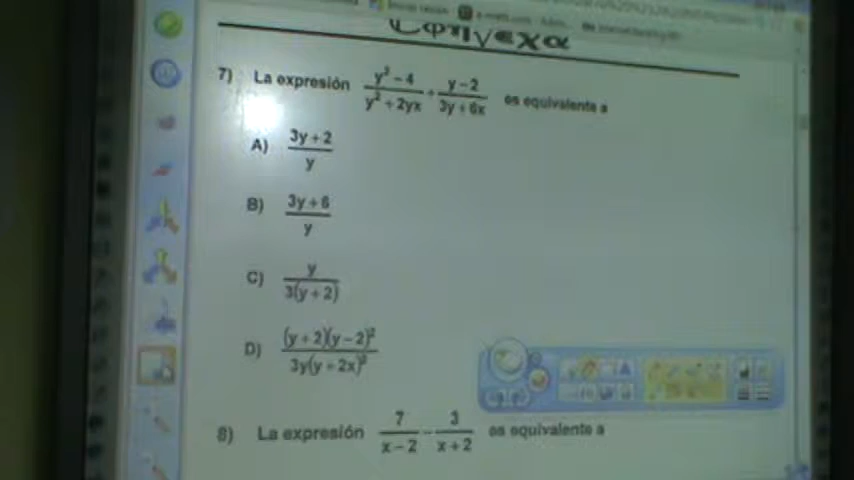 7) La expresión (y² - 4)/(y² + 2yx) ÷ (y - 2)/(3y + 6x) es equivalente a
A) (3y + 2)/y
B) (3y + 6)/y
C) y/(3(y + 2))
D) ((y + 2)(y - 2)²)/(3y(y + 2x)²)
8) La expresión 7/(x - 2) - 3/(x + 2) es equivalente a